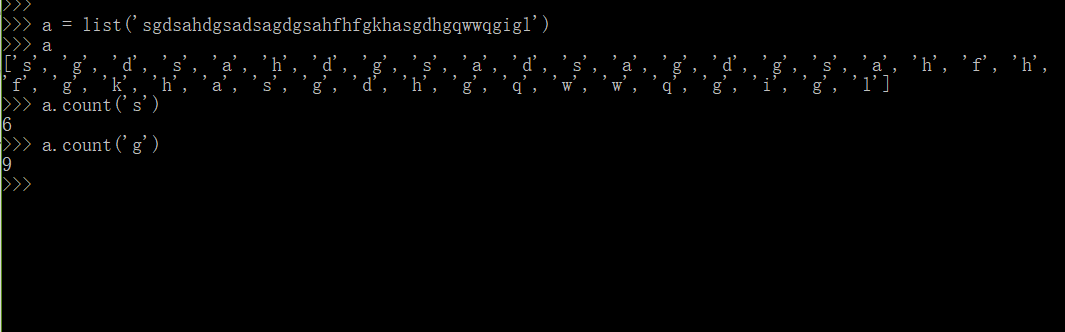 >>>
>>> a = list('sgdsahdgsadsagdgsahfhfgkhasgdhgqwwqgigl')
>>> a
['s', 'g', 'd', 's', 'a', 'h', 'd', 'g', 's', 'a', 'd', 's', 'a', 'g', 'd', 'g', 's', 'a', 'h', 'f', 'h',
'f', 'g', 'k', 'h', 'a', 's', 'g', 'd', 'h', 'g', 'q', 'w', 'w', 'q', 'g', 'i', 'g', 'l']
>>> a.count('s')
6
>>> a.count('g')
9
>>>